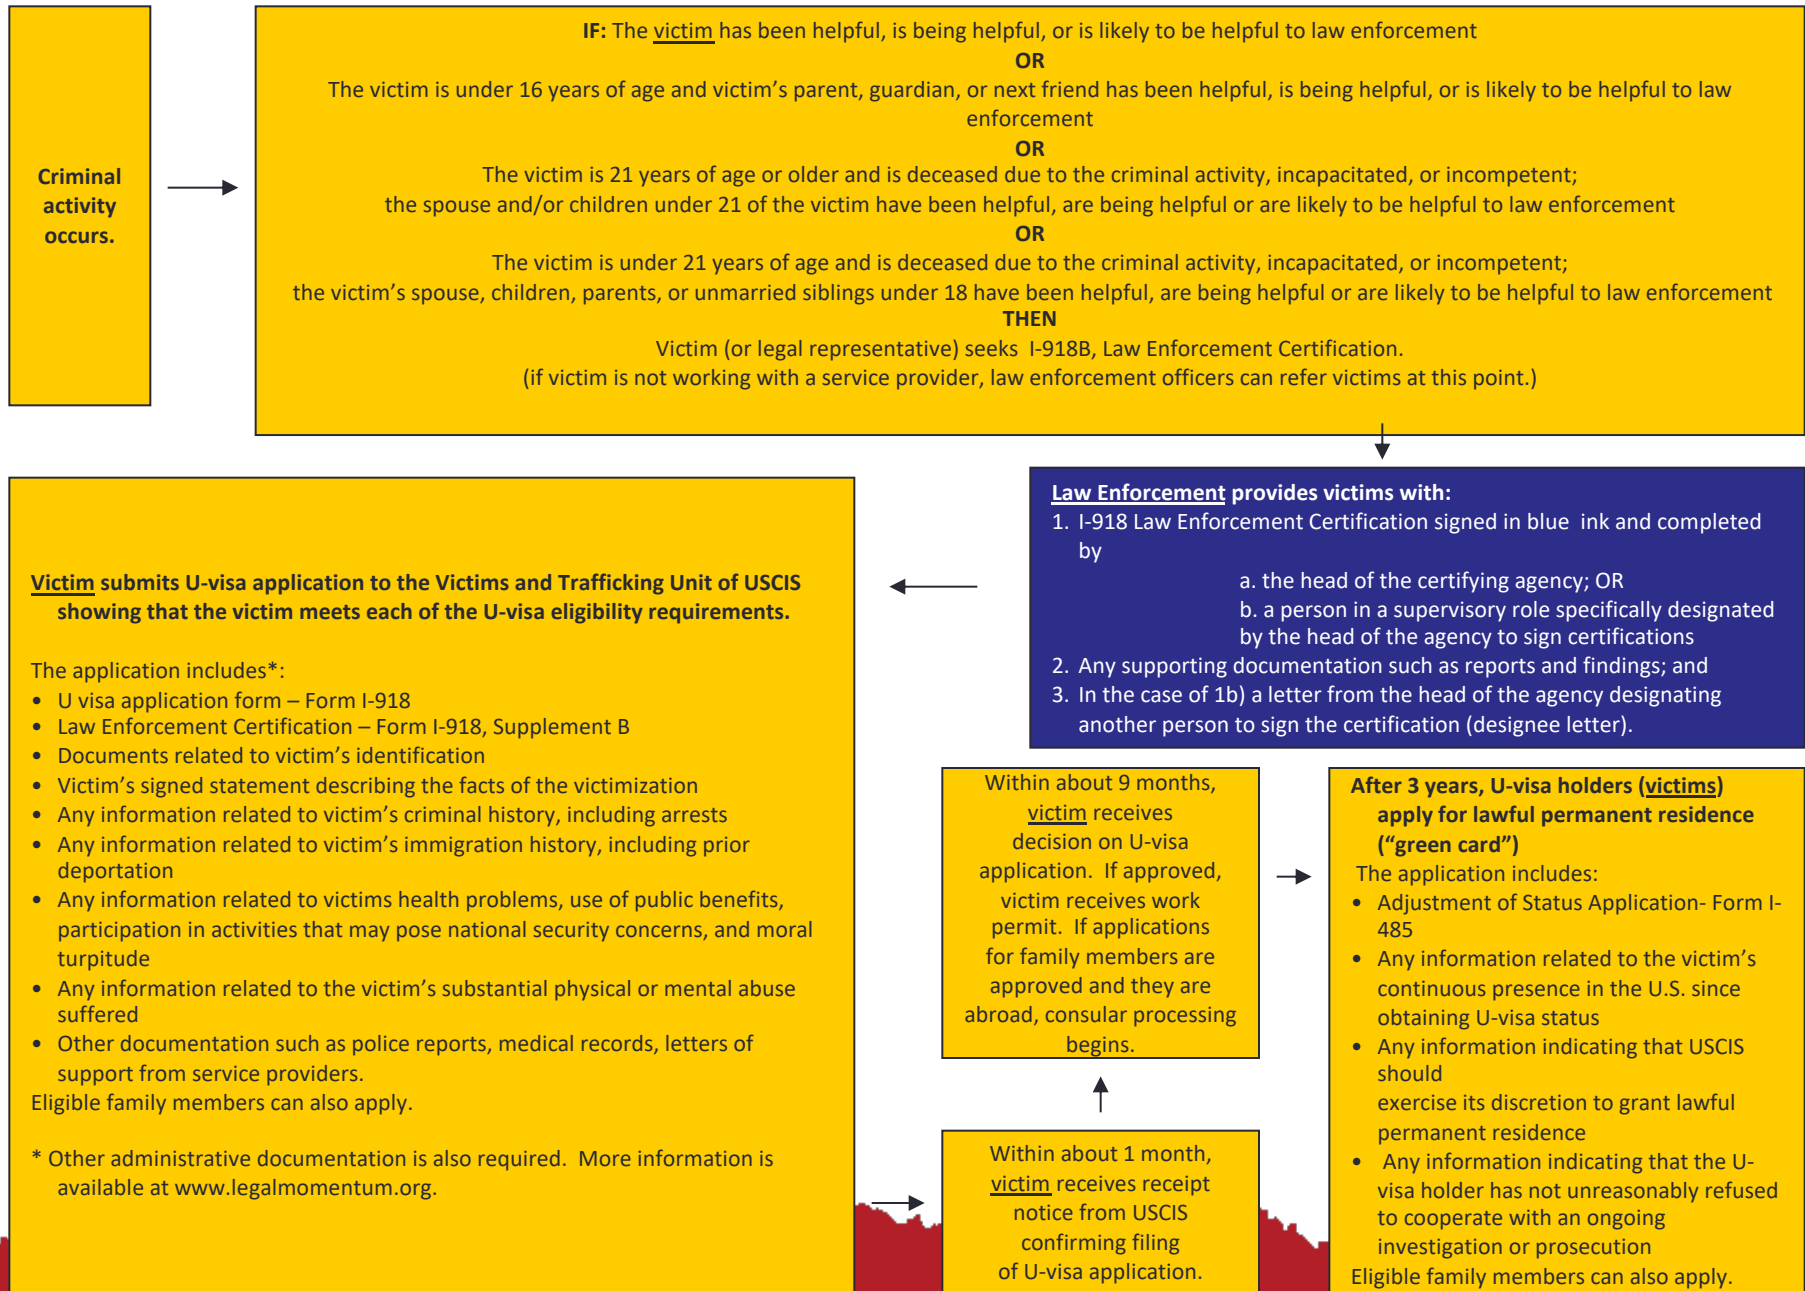 Criminal
activity
occurs.
IF: The victim has been helpful, is being helpful, or is likely to be helpful to law enforcement
OR
The victim is under 16 years of age and victim’s parent, guardian, or next friend has been helpful, is being helpful, or is likely to be helpful to law
enforcement
OR
The victim is 21 years of age or older and is deceased due to the criminal activity, incapacitated, or incompetent;
the spouse and/or children under 21 of the victim have been helpful, are being helpful or are likely to be helpful to law enforcement
OR
The victim is under 21 years of age and is deceased due to the criminal activity, incapacitated, or incompetent;
the victim’s spouse, children, parents, or unmarried siblings under 18 have been helpful, are being helpful or are likely to be helpful to law enforcement
THEN
Victim (or legal representative) seeks I-918B, Law Enforcement Certification.
(if victim is not working with a service provider, law enforcement officers can refer victims at this point.)
Law Enforcement provides victims with:
1. I-918 Law Enforcement Certification signed in blue ink and completed
by
a. the head of the certifying agency; OR
b. a person in a supervisory role specifically designated
by the head of the agency to sign certifications
2. Any supporting documentation such as reports and findings; and
3. In the case of 1b) a letter from the head of the agency designating
another person to sign the certification (designee letter).
Victim submits U-visa application to the Victims and Trafficking Unit of USCIS
showing that the victim meets each of the U-visa eligibility requirements.
The application includes*:
• U visa application form – Form I-918
• Law Enforcement Certification – Form I-918, Supplement B
• Documents related to victim’s identification
• Victim’s signed statement describing the facts of the victimization
• Any information related to victim’s criminal history, including arrests
• Any information related to victim’s immigration history, including prior
deportation
• Any information related to victims health problems, use of public benefits,
participation in activities that may pose national security concerns, and moral
turpitude
• Any information related to the victim’s substantial physical or mental abuse
suffered
• Other documentation such as police reports, medical records, letters of
support from service providers.
Eligible family members can also apply.
* Other administrative documentation is also required. More information is
available at www.legalmomentum.org.
Within about 1 month,
victim receives receipt
notice from USCIS
confirming filing
of U-visa application.
Within about 9 months,
victim receives
decision on U-visa
application. If approved,
victim receives work
permit. If applications
for family members are
approved and they are
abroad, consular processing
begins.
After 3 years, U-visa holders (victims)
apply for lawful permanent residence
(“green card”)
The application includes:
• Adjustment of Status Application- Form I-
485
• Any information related to the victim’s
continuous presence in the U.S. since
obtaining U-visa status
• Any information indicating that USCIS
should
exercise its discretion to grant lawful
permanent residence
• Any information indicating that the U-
visa holder has not unreasonably refused
to cooperate with an ongoing
investigation or prosecution
Eligible family members can also apply.